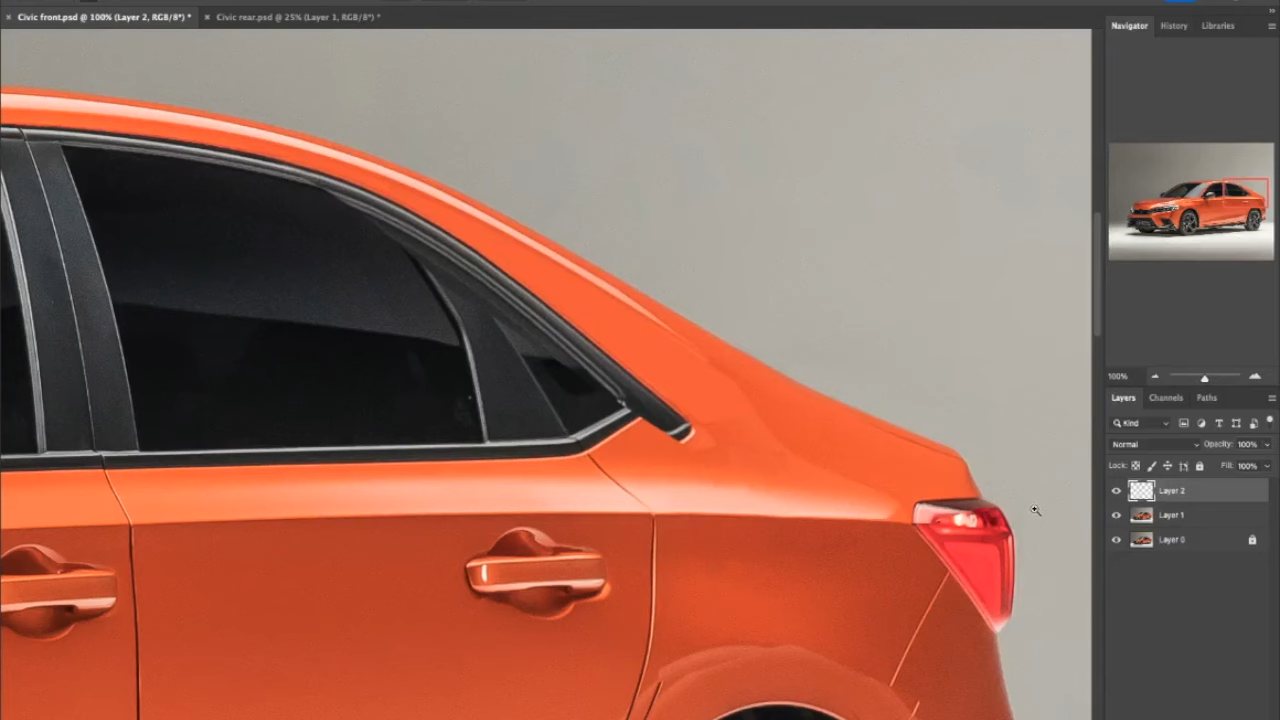 Civic front.psd @ 100% (Layer 2, RGB/8*) *
Civic rear.psd @ 25% (Layer 1, RGB/8*) *
Navigator
History
Libraries
100%
Layers
Channels
Paths
Kind
Normal
Opacity: 100%
Lock:
Fill: 100%
Layer 2
Layer 1
Layer 0